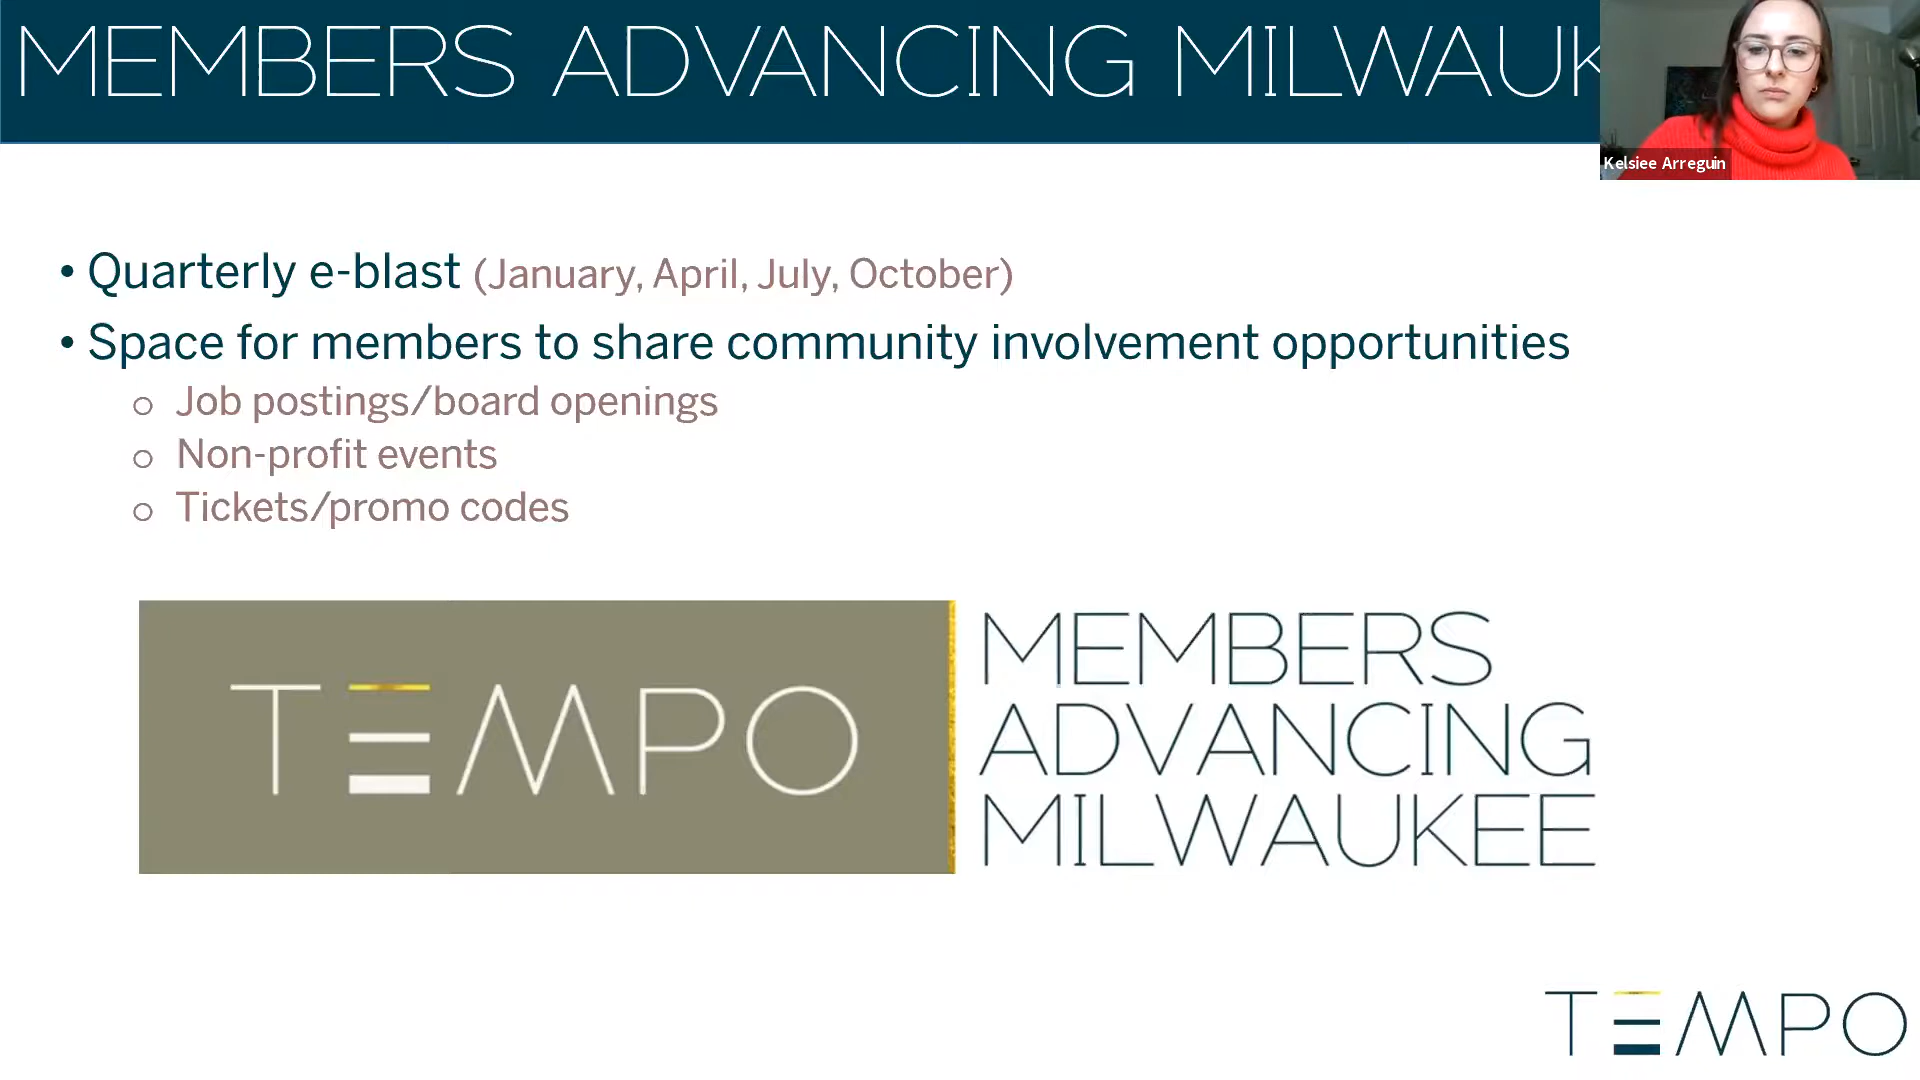 MEMBERS ADVANCING MILWAUK
Kelsiee Arreguin
• Quarterly e-blast (January, April, July, October)
• Space for members to share community involvement opportunities
o Job postings/board openings
o Non-profit events
o Tickets/promo codes
TEMPO
MEMBERS
ADVANCING
MILWAUKEE
TEMPO